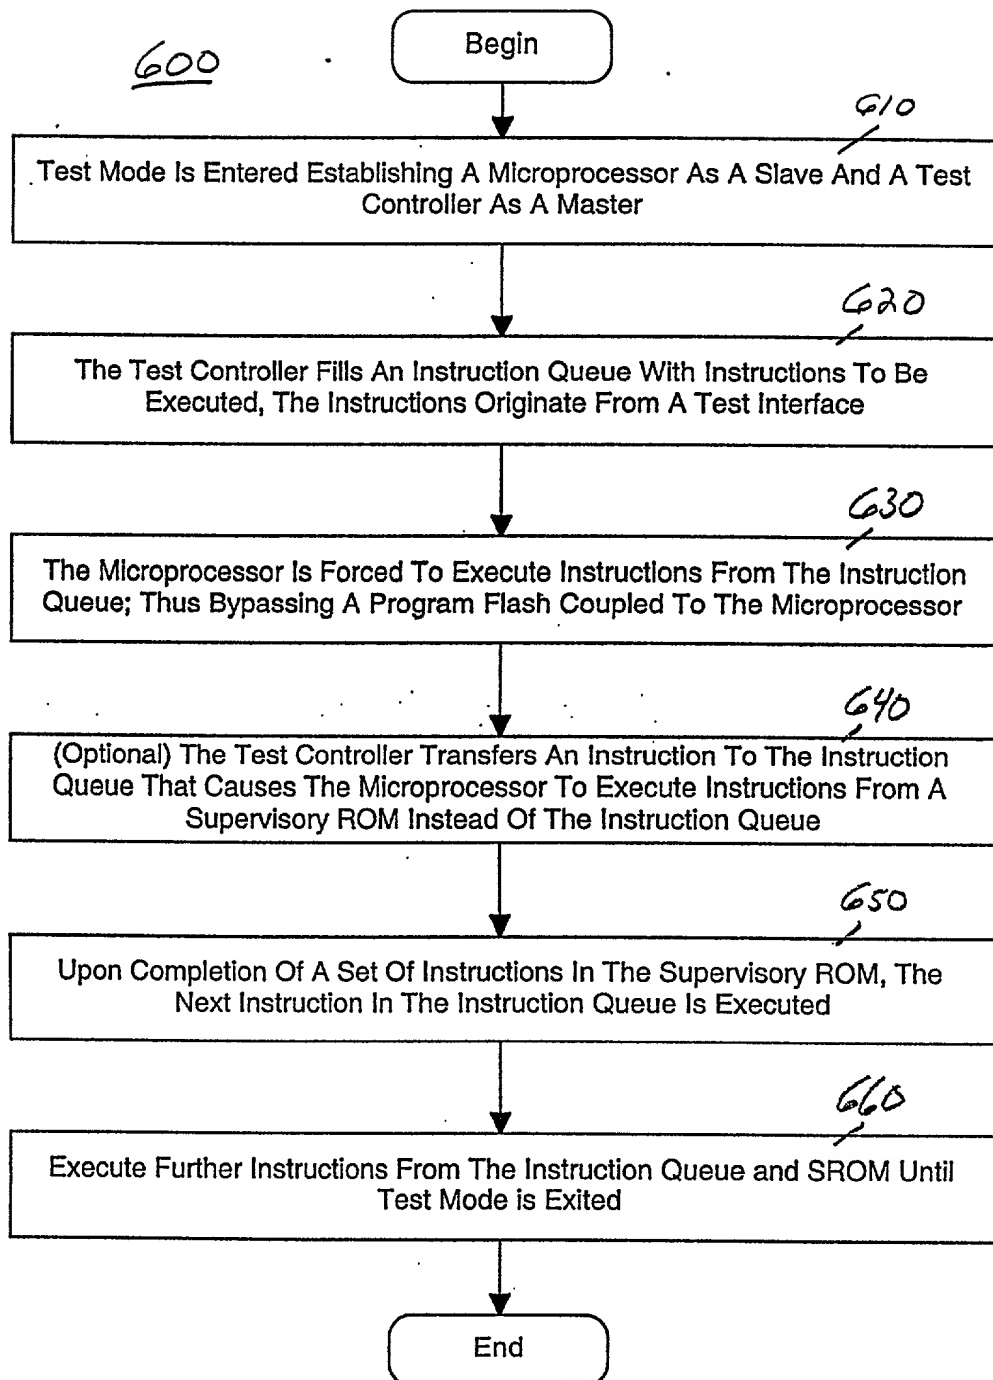 Begin
600
610
Test Mode Is Entered Establishing A Microprocessor As A Slave And A Test
Controller As A Master
620
The Test Controller Fills An Instruction Queue With Instructions To Be
Executed, The Instructions Originate From A Test Interface
630
The Microprocessor Is Forced To Execute Instructions From The Instruction
Queue; Thus Bypassing A Program Flash Coupled To The Microprocessor
640
(Optional) The Test Controller Transfers An Instruction To The Instruction
Queue That Causes The Microprocessor To Execute Instructions From A
Supervisory ROM Instead Of The Instruction Queue
650
Upon Completion Of A Set Of Instructions In The Supervisory ROM, The
Next Instruction In The Instruction Queue Is Executed
660
Execute Further Instructions From The Instruction Queue and SROM Until
Test Mode is Exited
End